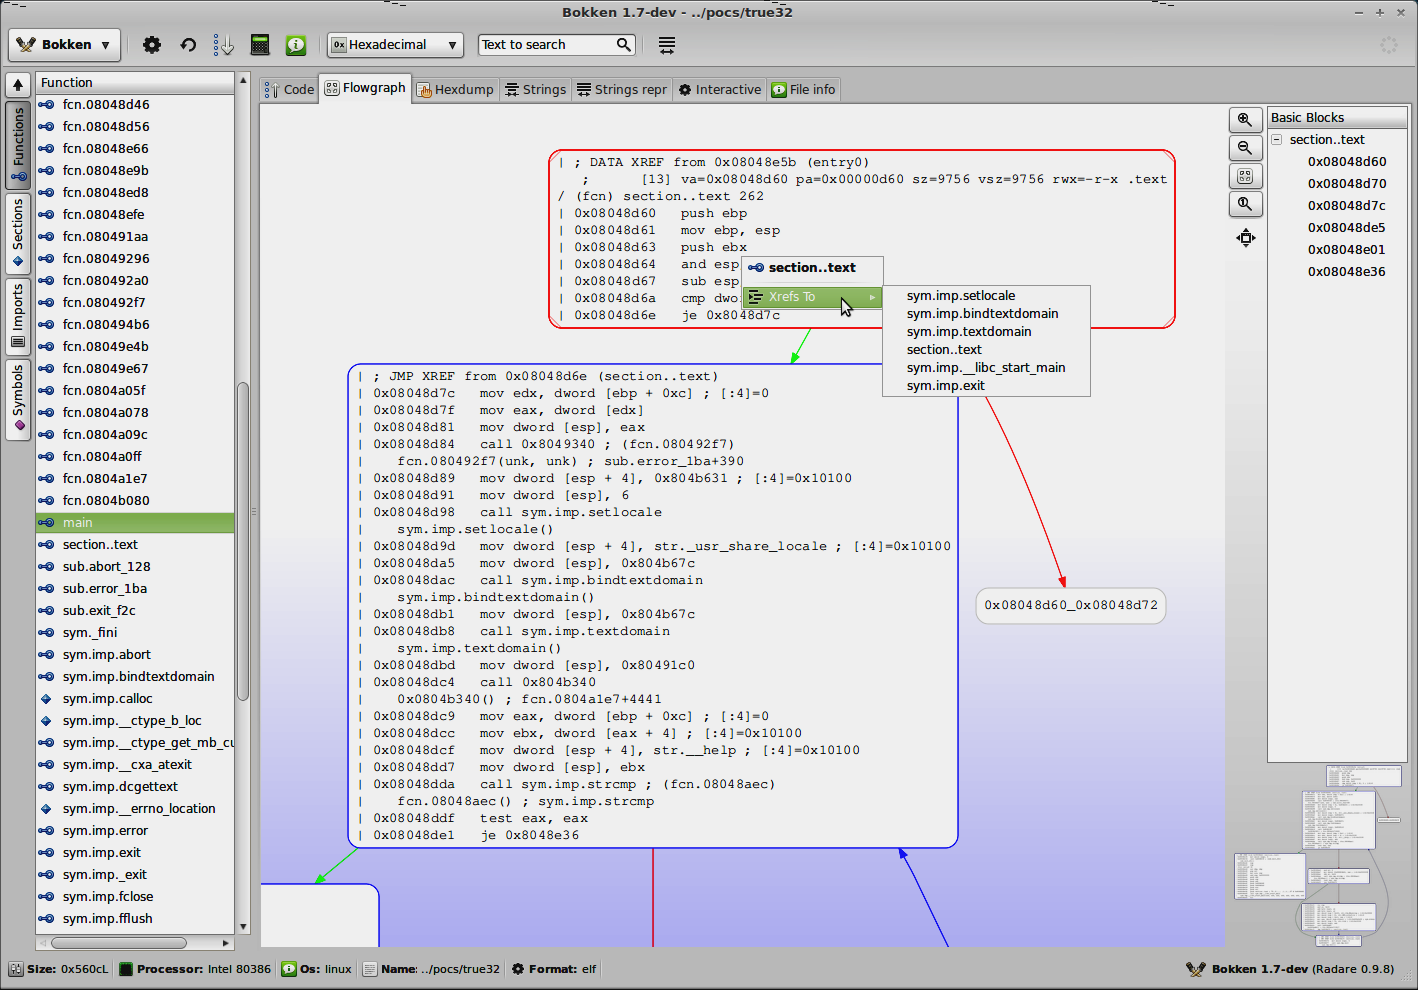 Bokken 1.7-dev - ../pocs/true32
Bokken
Hexadecimal
Text to search
Functions
Sections
Imports
Symbols
Function
fcn.08048d46
fcn.08048d56
fcn.08048e66
fcn.08048e9b
fcn.08048ed8
fcn.08048efe
fcn.080491aa
fcn.08049296
fcn.080492a0
fcn.080492f7
fcn.080494b6
fcn.08049e4b
fcn.08049e67
fcn.0804a05f
fcn.0804a078
fcn.0804a09c
fcn.0804a0ff
fcn.0804a1e7
fcn.0804b080
main
section..text
sub.abort_128
sub.error_1ba
sub.exit_f2c
sym._fini
sym.imp.abort
sym.imp.bindtextdomain
sym.imp.calloc
sym.imp.__ctype_b_loc
sym.imp.__ctype_get_mb_cu
sym.imp.__cxa_atexit
sym.imp.dcgettext
sym.imp.__errno_location
sym.imp.error
sym.imp.exit
sym.imp._exit
sym.imp.fclose
sym.imp.fflush
Code Flowgraph Hexdump Strings Strings repr Interactive File info
| ; DATA XREF from 0x08048e5b (entry0)
; [13] va=0x08048d60 pa=0x00000d60 sz=9756 vsz=9756 rwx=-r-x .text
/ (fcn) section..text 262
| 0x08048d60 push ebp
| 0x08048d61 mov ebp, esp
| 0x08048d63 push ebx
| 0x08048d64 and esp
| 0x08048d67 sub esp
| 0x08048d6a cmp dwo
| 0x08048d6e je 0x8048d7c
section..text
Xrefs To
sym.imp.setlocale
sym.imp.bindtextdomain
sym.imp.textdomain
section..text
sym.imp.__libc_start_main
sym.imp.exit
| ; JMP XREF from 0x08048d6e (section..text)
| 0x08048d7c mov edx, dword [ebp + 0xc] ; [:4]=0
| 0x08048d7f mov eax, dword [edx]
| 0x08048d81 mov dword [esp], eax
| 0x08048d84 call 0x8049340 ; (fcn.080492f7)
| fcn.080492f7(unk, unk) ; sub.error_1ba+390
| 0x08048d89 mov dword [esp + 4], 0x804b631 ; [:4]=0x10100
| 0x08048d91 mov dword [esp], 6
| 0x08048d98 call sym.imp.setlocale
| sym.imp.setlocale()
| 0x08048d9d mov dword [esp + 4], str._usr_share_locale ; [:4]=0x10100
| 0x08048da5 mov dword [esp], 0x804b67c
| 0x08048dac call sym.imp.bindtextdomain
| sym.imp.bindtextdomain()
| 0x08048db1 mov dword [esp], 0x804b67c
| 0x08048db8 call sym.imp.textdomain
| sym.imp.textdomain()
| 0x08048dbd mov dword [esp], 0x80491c0
| 0x08048dc4 call 0x804b340
| 0x0804b340() ; fcn.0804a1e7+4441
| 0x08048dc9 mov eax, dword [ebp + 0xc] ; [:4]=0
| 0x08048dcc mov ebx, dword [eax + 4] ; [:4]=0x10100
| 0x08048dcf mov dword [esp + 4], str.__help ; [:4]=0x10100
| 0x08048dd7 mov dword [esp], ebx
| 0x08048dda call sym.imp.strcmp ; (fcn.08048aec)
| fcn.08048aec() ; sym.imp.strcmp
| 0x08048ddf test eax, eax
| 0x08048de1 je 0x8048e36
0x08048d60_0x08048d72
Basic Blocks
section..text
0x08048d60
0x08048d70
0x08048d7c
0x08048de5
0x08048e01
0x08048e36
Size: 0x560cL Processor: Intel 80386 Os: linux Name: ../pocs/true32 Format: elf Bokken 1.7-dev (Radare 0.9.8)